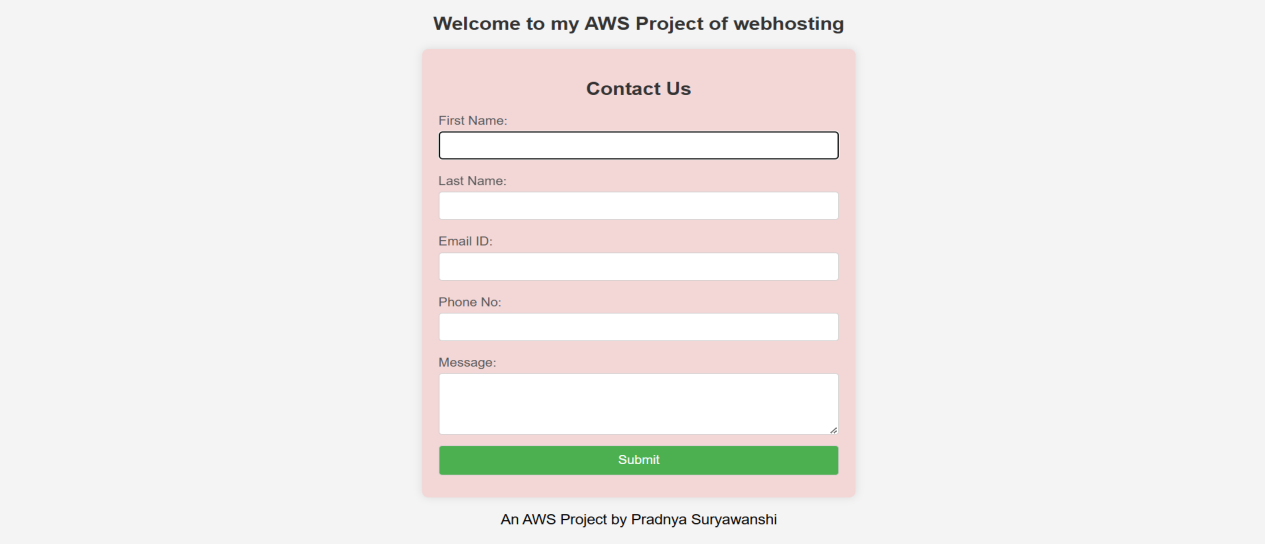 Welcome to my AWS Project of webhosting
Contact Us
First Name:
Last Name:
Email ID:
Phone No:
Message:
Submit
An AWS Project by Pradnya Suryawanshi